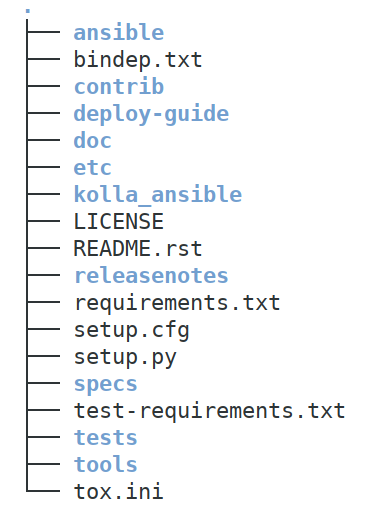 .
ansible
bindep.txt
contrib
deploy-guide
doc
etc
kolla_ansible
LICENSE
README.rst
releasenotes
requirements.txt
setup.cfg
setup.py
specs
test-requirements.txt
tests
tools
tox.ini